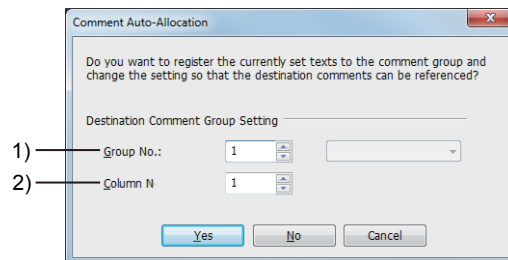 Comment Auto-Allocation
Do you want to register the currently set texts to the comment group and
change the setting so that the destination comments can be referenced?
Destination Comment Group Setting
1) Group No.: 1
2) Column N 1
Yes No Cancel